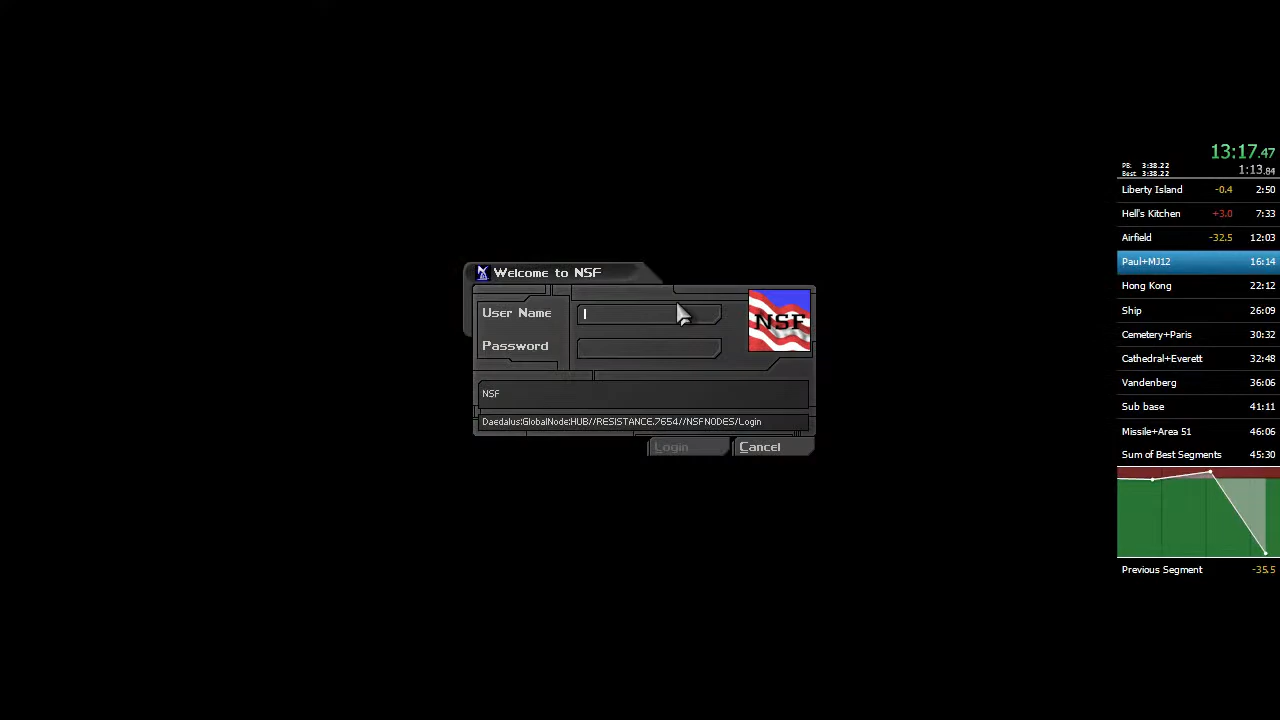 13:17.47
PB: 3:38.22
Best: 3:38.22
1:13.84
Liberty Island -0.4 2:50
Hell's Kitchen +3.0 7:33
Airfield -32.5 12:03
Paul+MJ12 16:14
Hong Kong 22:12
Ship 26:09
Cemetery+Paris 30:32
Cathedral+Everett 32:48
Vandenberg 36:06
Sub base 41:11
Missile+Area 51 46:06
Sum of Best Segments 45:30
Previous Segment -35.5
Welcome to NSF
User Name
NSF
Password
NSF
Daedalus:GlobalNode:HUB//RESISTANCE.7654//NSFNODES/Login
Login Cancel